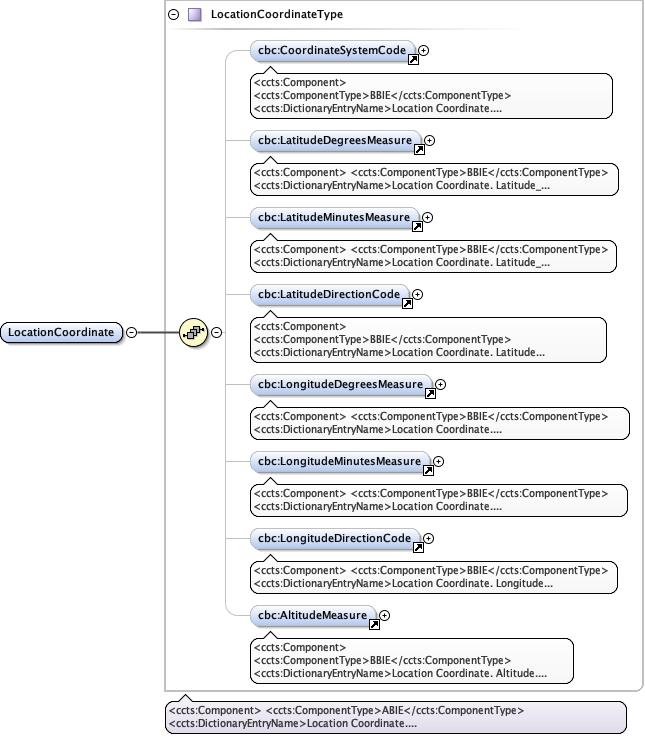 LocationCoordinateType
cbc:CoordinateSystemCode
<ccts:Component>
<ccts:ComponentType>BBIE</ccts:ComponentType>
<ccts:DictionaryEntryName>Location Coordinate....
cbc:LatitudeDegreesMeasure
<ccts:Component> <ccts:ComponentType>BBIE</ccts:ComponentType>
<ccts:DictionaryEntryName>Location Coordinate. Latitude_...
cbc:LatitudeMinutesMeasure
<ccts:Component> <ccts:ComponentType>BBIE</ccts:ComponentType>
<ccts:DictionaryEntryName>Location Coordinate. Latitude_...
cbc:LatitudeDirectionCode
<ccts:Component>
<ccts:ComponentType>BBIE</ccts:ComponentType>
<ccts:DictionaryEntryName>Location Coordinate. Latitude...
LocationCoordinate
cbc:LongitudeDegreesMeasure
<ccts:Component> <ccts:ComponentType>BBIE</ccts:ComponentType>
<ccts:DictionaryEntryName>Location Coordinate....
cbc:LongitudeMinutesMeasure
<ccts:Component> <ccts:ComponentType>BBIE</ccts:ComponentType>
<ccts:DictionaryEntryName>Location Coordinate....
cbc:LongitudeDirectionCode
<ccts:Component> <ccts:ComponentType>BBIE</ccts:ComponentType>
<ccts:DictionaryEntryName>Location Coordinate. Longitude...
cbc:AltitudeMeasure
<ccts:Component>
<ccts:ComponentType>BBIE</ccts:ComponentType>
<ccts:DictionaryEntryName>Location Coordinate. Altitude....
<ccts:Component> <ccts:ComponentType>ABIE</ccts:ComponentType>
<ccts:DictionaryEntryName>Location Coordinate....